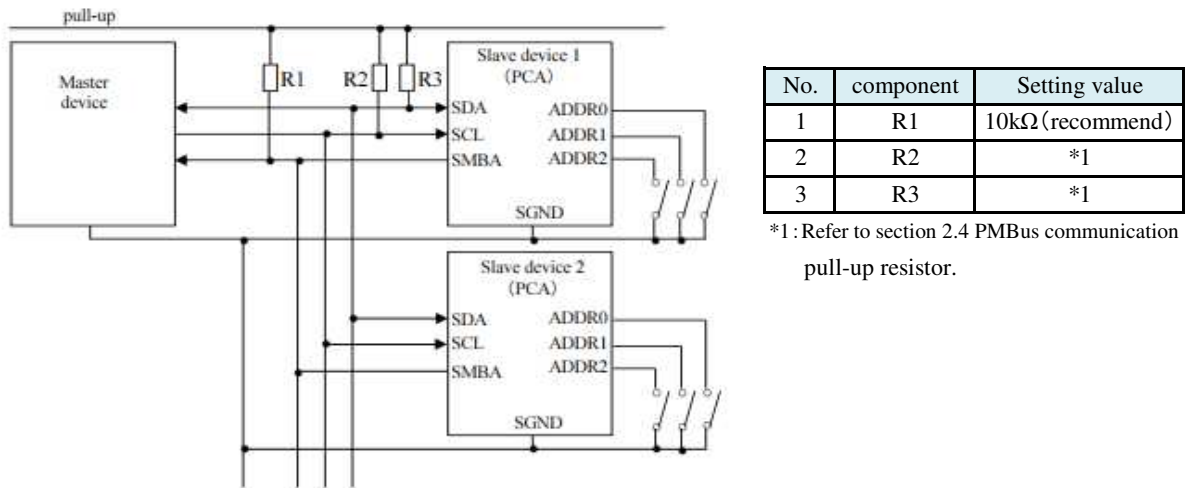 pull-up
Master
device
R1
R2
R3
Slave device 1
(PCA)
SDA
SCL
SMBA
ADDR0
ADDR1
ADDR2
SGND
Slave device 2
(PCA)
SDA
SCL
SMBA
ADDR0
ADDR1
ADDR2
SGND
No. component Setting value
1 R1 10kΩ(recommend)
2 R2 *1
3 R3 *1
*1:Refer to section 2.4 PMBus communication
pull-up resistor.